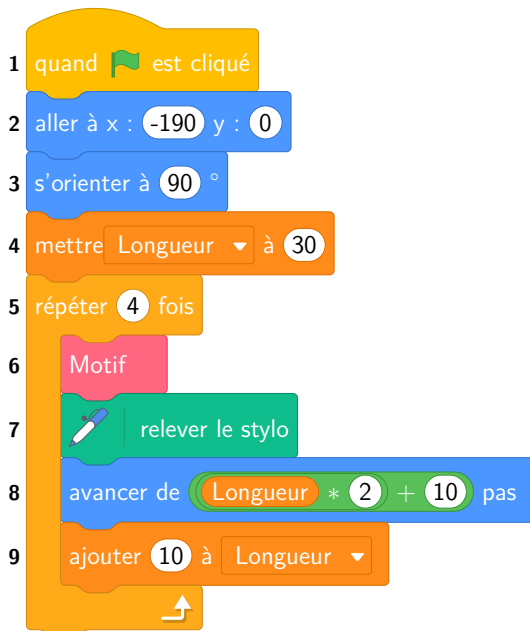 1 quand est cliqué
2 aller à x : -190 y : 0
3 s'orienter à 90 °
4 mettre Longueur à 30
5 répéter 4 fois
6 Motif
7 relever le stylo
8 avancer de Longueur * 2 + 10 pas
9 ajouter 10 à Longueur